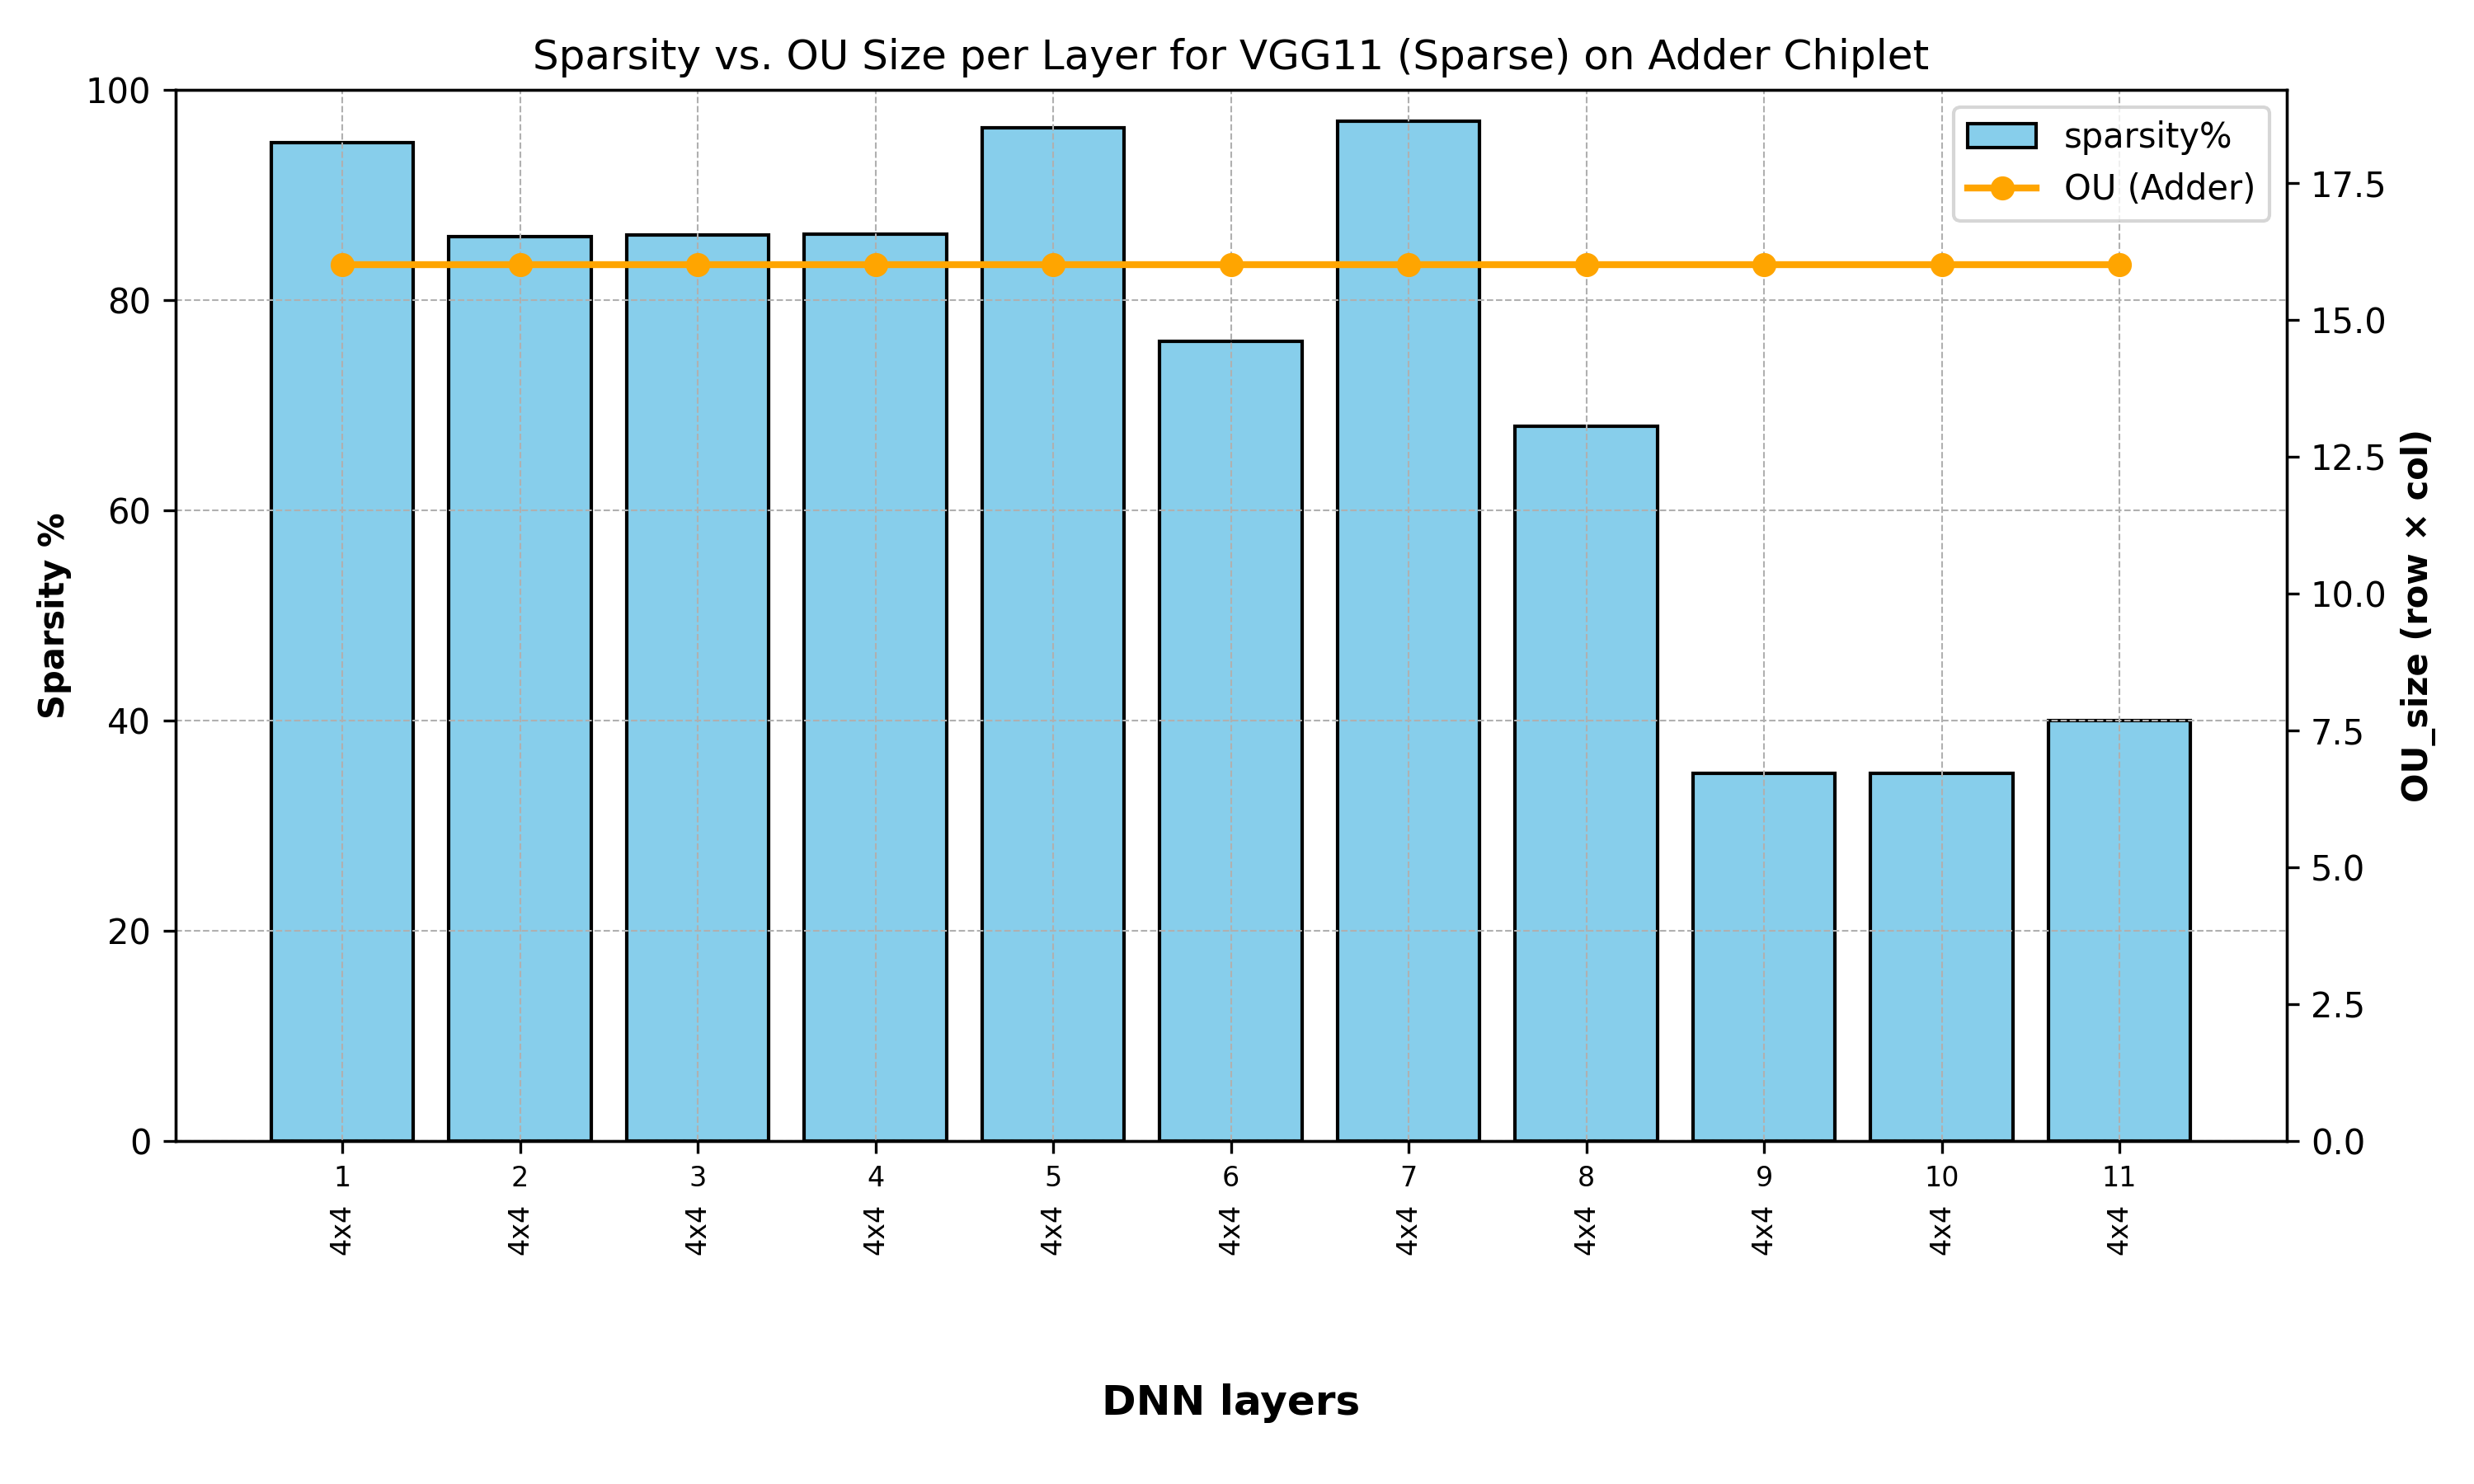 Sparsity vs. OU Size per Layer for VGG11 (Sparse) on Adder Chiplet
sparsity%
OU (Adder)
Sparsity %
100
80
60
40
20
0
17.5
15.0
12.5
10.0
7.5
5.0
2.5
0.0
OU_size (row × col)
1 2 3 4 5 6 7 8 9 10 11
4x4 4x4 4x4 4x4 4x4 4x4 4x4 4x4 4x4 4x4 4x4
DNN layers